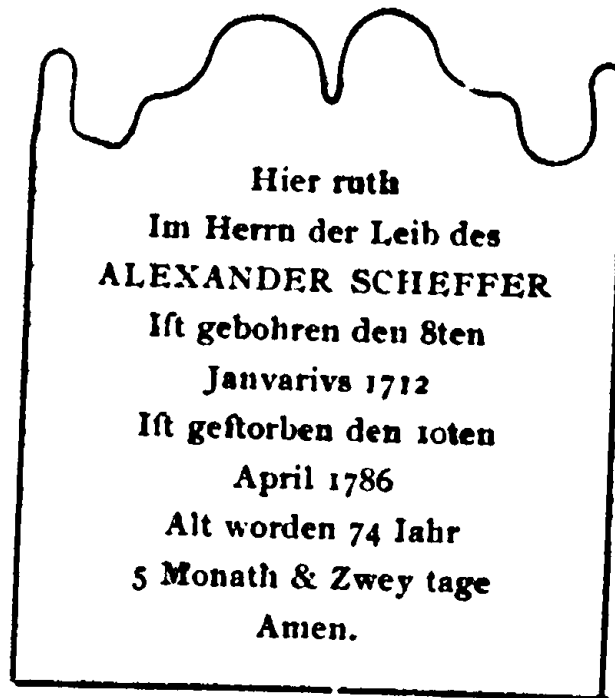 Hier ruth
Im Herrn der Leib des
ALEXANDER SCHEFFER
Iſt gebohren den 8ten
Janvarivs 1712
Iſt geſtorben den 10ten
April 1786
Alt worden 74 Iahr
5 Monath & Zwey tage
Amen.